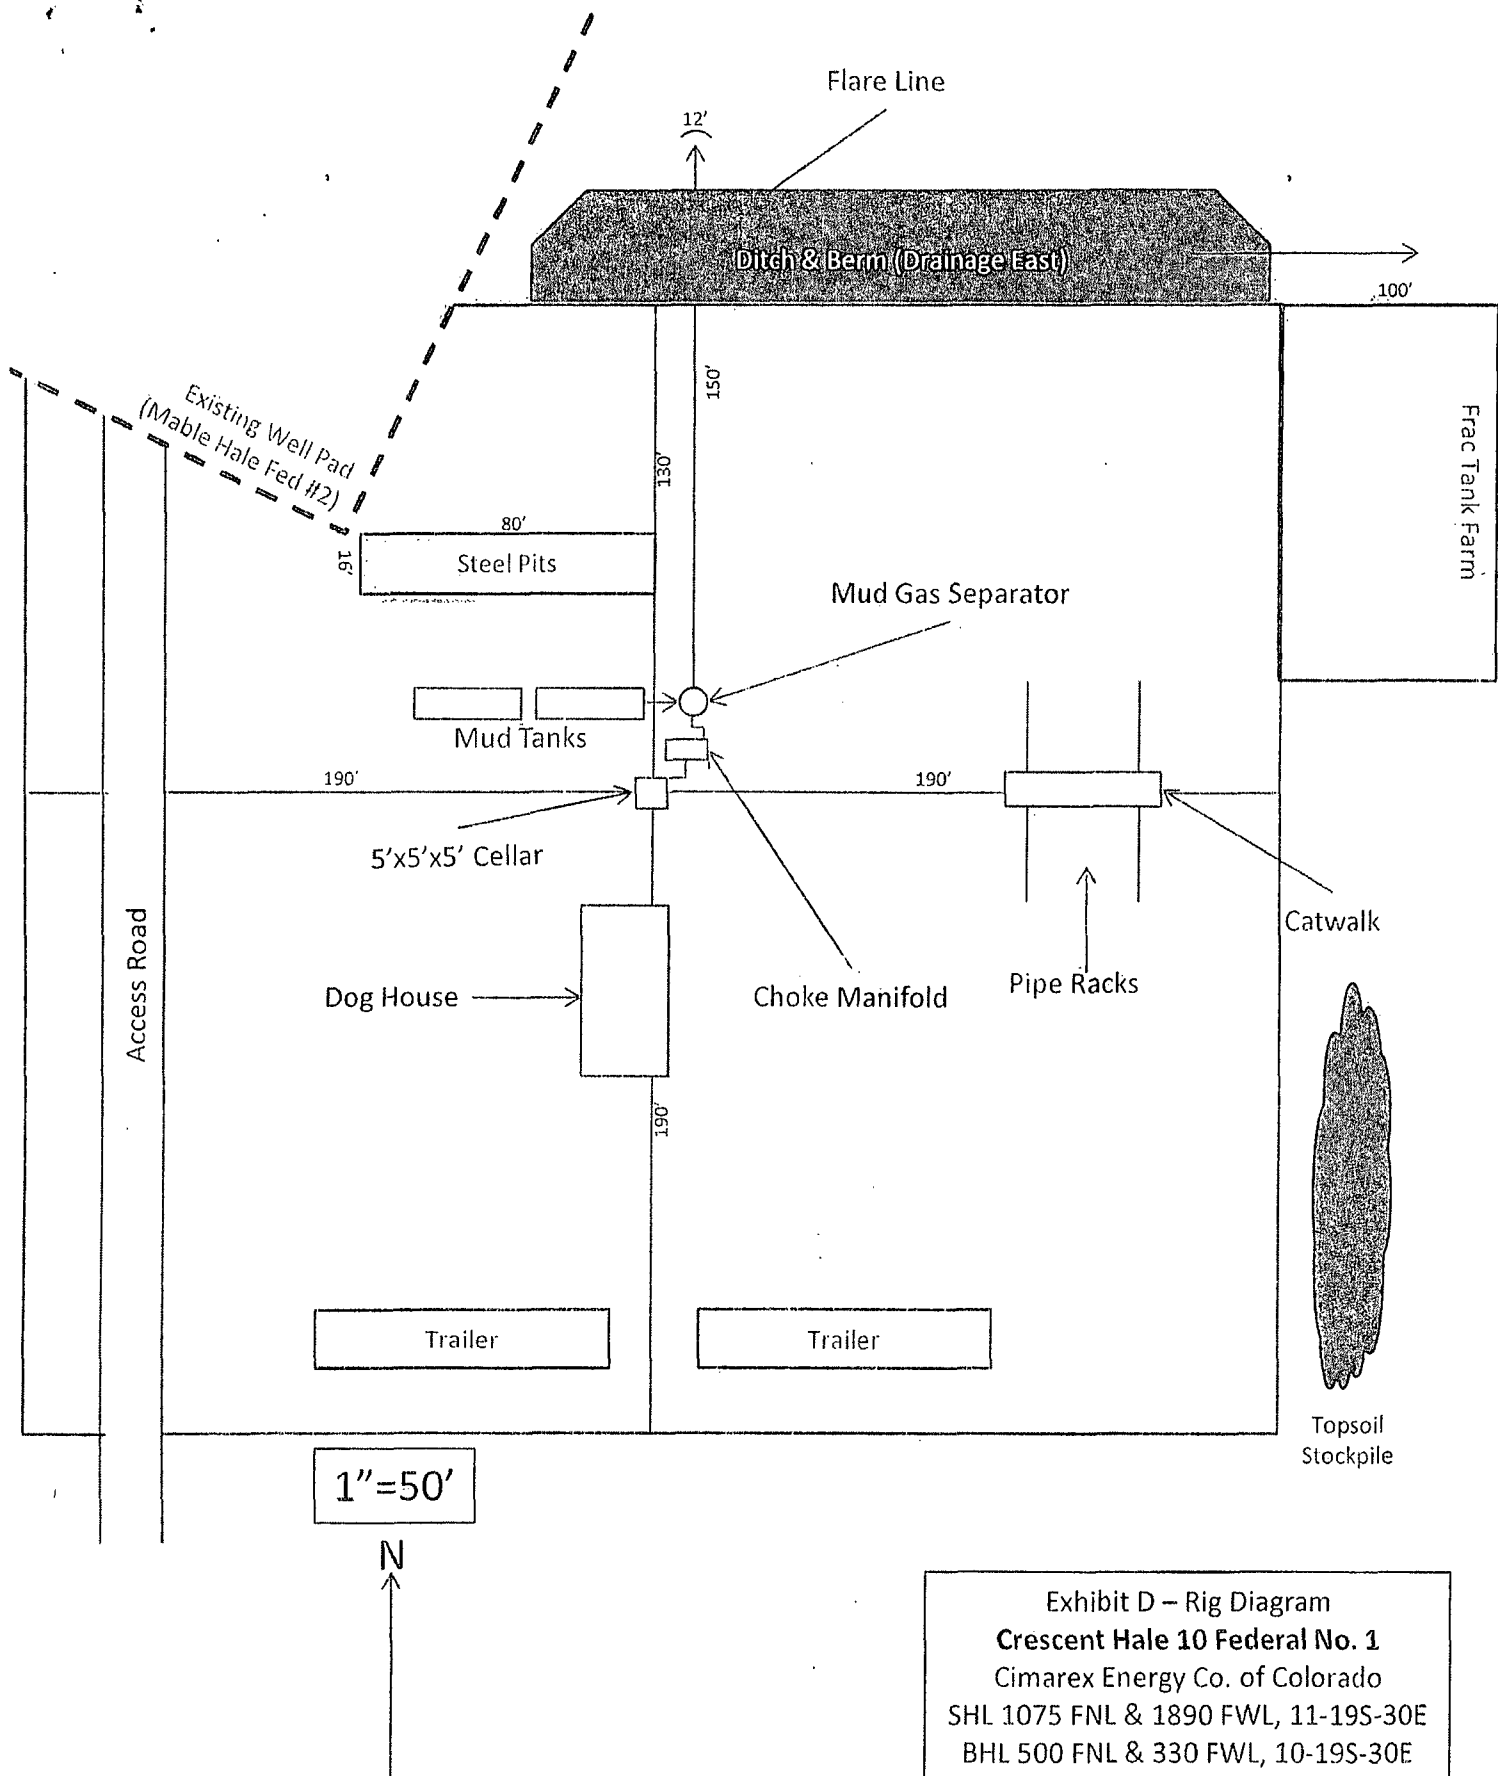 Flare Line
12'
Ditch & Berm (Drainage East)
100'
150'
Existing Well Pad
(Mable Hale Fed #2)
130'
Frac Tank Farm
80'
16'
Steel Pits
Mud Gas Separator
Mud Tanks
190'
190'
5'x5'x5' Cellar
Catwalk
Access Road
Dog House
Choke Manifold
Pipe Racks
190'
Trailer
Trailer
Topsoil
Stockpile
1"=50'
N
Exhibit D – Rig Diagram
Crescent Hale 10 Federal No. 1
Cimarex Energy Co. of Colorado
SHL 1075 FNL & 1890 FWL, 11-19S-30E
BHL 500 FNL & 330 FWL, 10-19S-30E